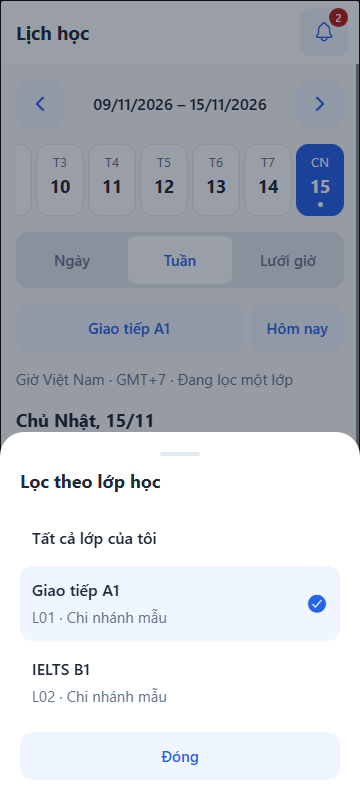 Lịch học
2
09/11/2026 – 15/11/2026
T3 T4 T5 T6 T7 CN
10 11 12 13 14 15
Ngày Tuần Lưới giờ
Giao tiếp A1 Hôm nay
Giờ Việt Nam · GMT+7 · Đang lọc một lớp
Chủ Nhật, 15/11
Lọc theo lớp học
Tất cả lớp của tôi
Giao tiếp A1
L01 · Chi nhánh mẫu
IELTS B1
L02 · Chi nhánh mẫu
Đóng